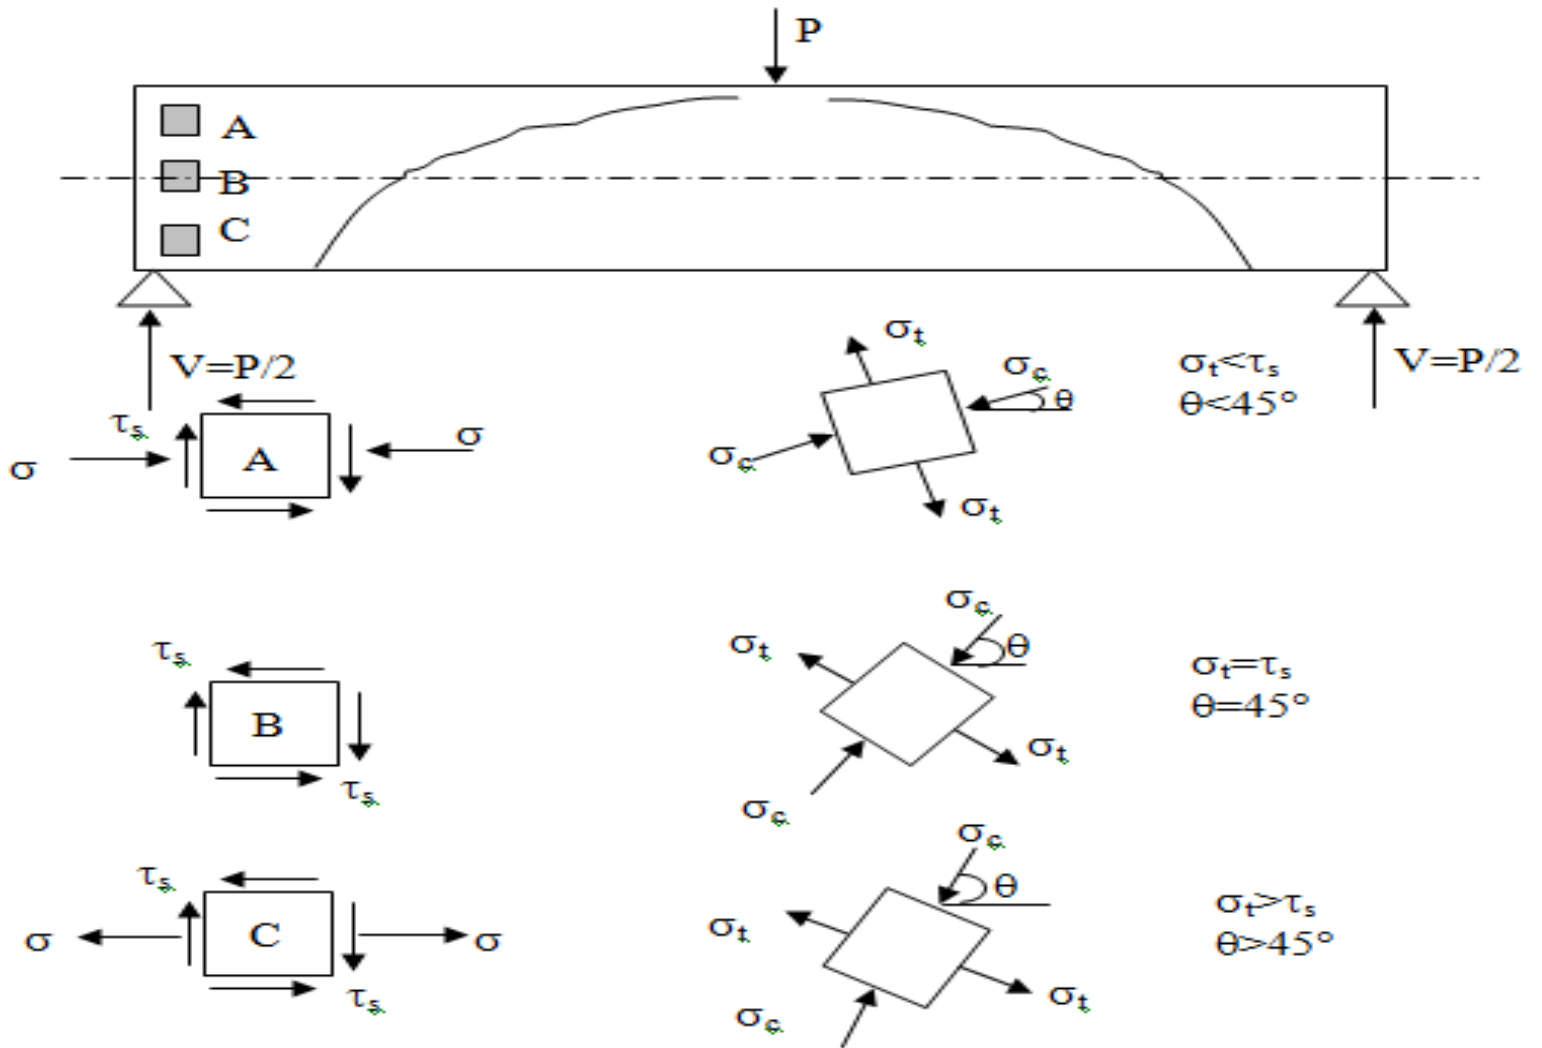 P
A
B
C
V=P/2
V=P/2
σt
σc
θ
σt<τs
θ<45°
τs
σ
A
σ
σc
σt
τs
B
τs
σc
θ
σt
σt=τs
θ=45°
σt
σc
τs
σ
C
σ
τs
σc
θ
σt
σt>τs
θ>45°
σt
σc